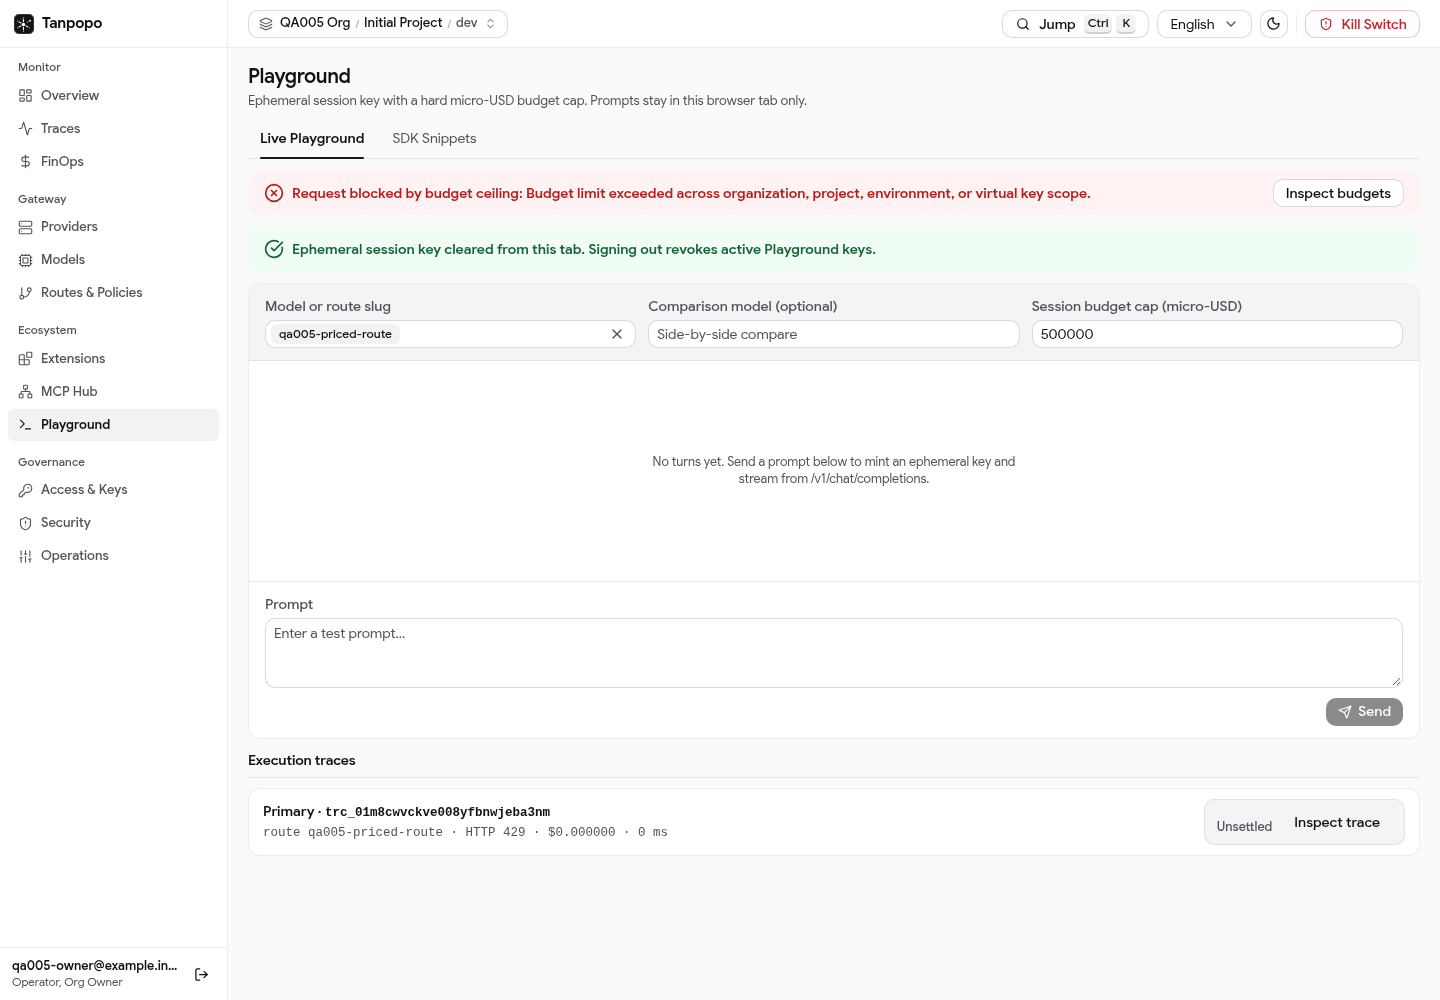 Tanpopo
QA005 Org / Initial Project / dev
Jump Ctrl K
English
Kill Switch
Monitor
Overview
Traces
FinOps
Gateway
Providers
Models
Routes & Policies
Ecosystem
Extensions
MCP Hub
Playground
Governance
Access & Keys
Security
Operations
qa005-owner@example.in...
Operator, Org Owner
Playground
Ephemeral session key with a hard micro-USD budget cap. Prompts stay in this browser tab only.
Live Playground
SDK Snippets
Request blocked by budget ceiling: Budget limit exceeded across organization, project, environment, or virtual key scope.
Inspect budgets
Ephemeral session key cleared from this tab. Signing out revokes active Playground keys.
Model or route slug
qa005-priced-route
Comparison model (optional)
Side-by-side compare
Session budget cap (micro-USD)
500000
No turns yet. Send a prompt below to mint an ephemeral key and
stream from /v1/chat/completions.
Prompt
Enter a test prompt...
Send
Execution traces
Primary · trc_01m8cwvckve008yfbnwjeba3nm
route qa005-priced-route · HTTP 429 · $0.000000 · 0 ms
Unsettled
Inspect trace